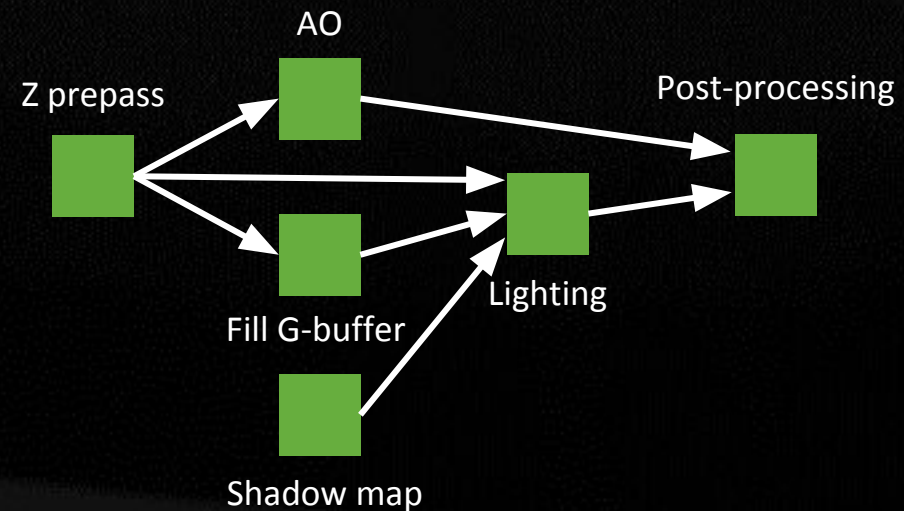 AO
Z prepass
Post-processing
Lighting
Fill G-buffer
Shadow map